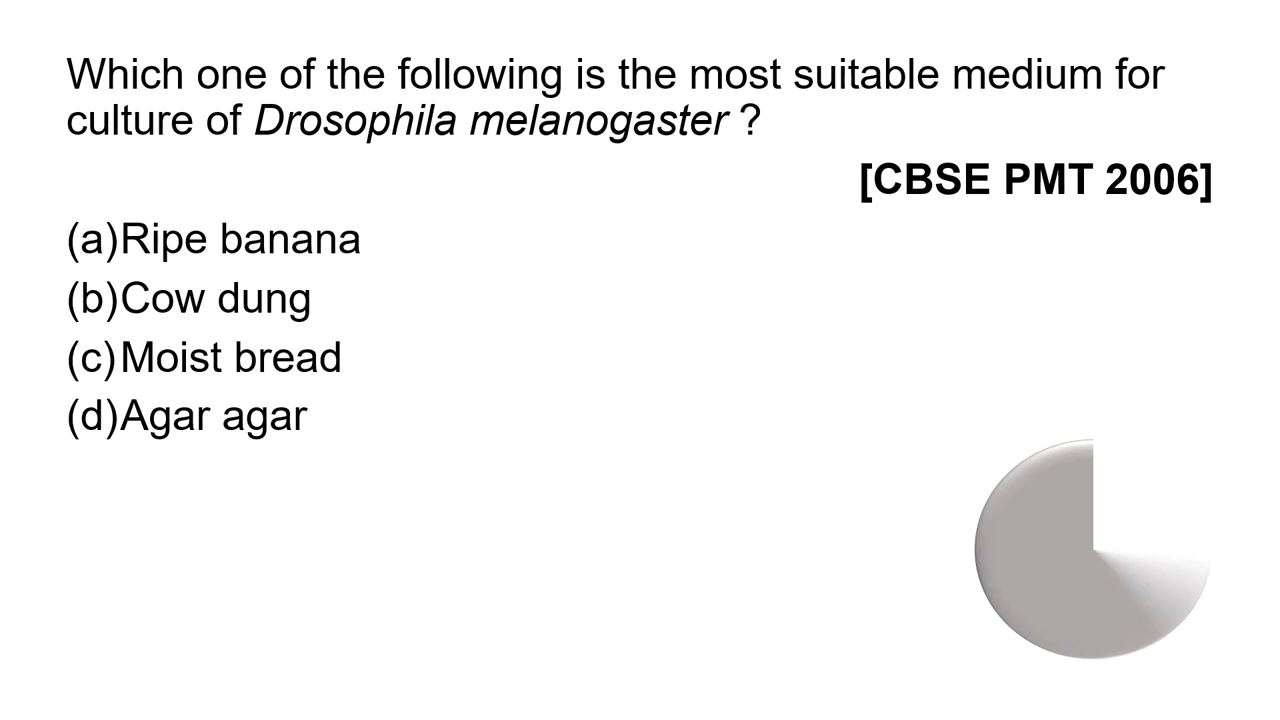 Which one of the following is the most suitable medium for
culture of Drosophila melanogaster ?
[CBSE PMT 2006]
(a)Ripe banana
(b)Cow dung
(c)Moist bread
(d)Agar agar